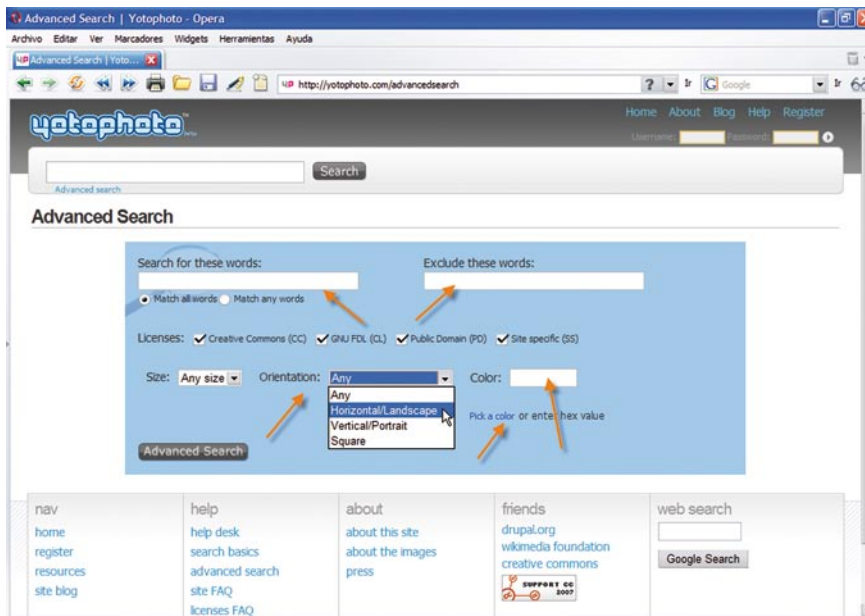 Advanced Search | Yotophoto - Opera
Archivo Editar Ver Marcadores Widgets Herramientas Ayuda
Advanced Search | Yoto...
http://yotophoto.com/advancedsearch ? Ir Google Ir
yotophoto beta
Home About Blog Help Register
Username: Password:
Search
Advanced search
Advanced Search
Search for these words: Exclude these words:
Match all words Match any words
Licenses: Creative Commons (CC) GNU FDL (CL) Public Domain (PD) Site specific (SS)
Size: Any size Orientation: Any Color:
Any
Horizontal/Landscape
Pick a color or enter hex value
Vertical/Portrait
Square
Advanced Search
nav help about friends web search
home help desk about this site drupal.org
register search basics about the images wikimedia foundation
resources advanced search press creative commons Google Search
site blog site FAQ SUPPORT CC 2007
licenses FAQ